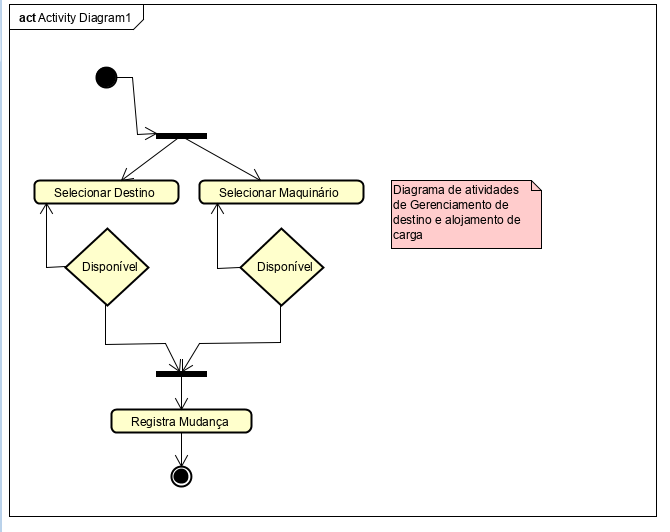 act Activity Diagram1
Selecionar Destino
Selecionar Maquinário
Diagrama de atividades
de Gerenciamento de
destino e alojamento de
carga
Disponível
Disponível
Registra Mudança